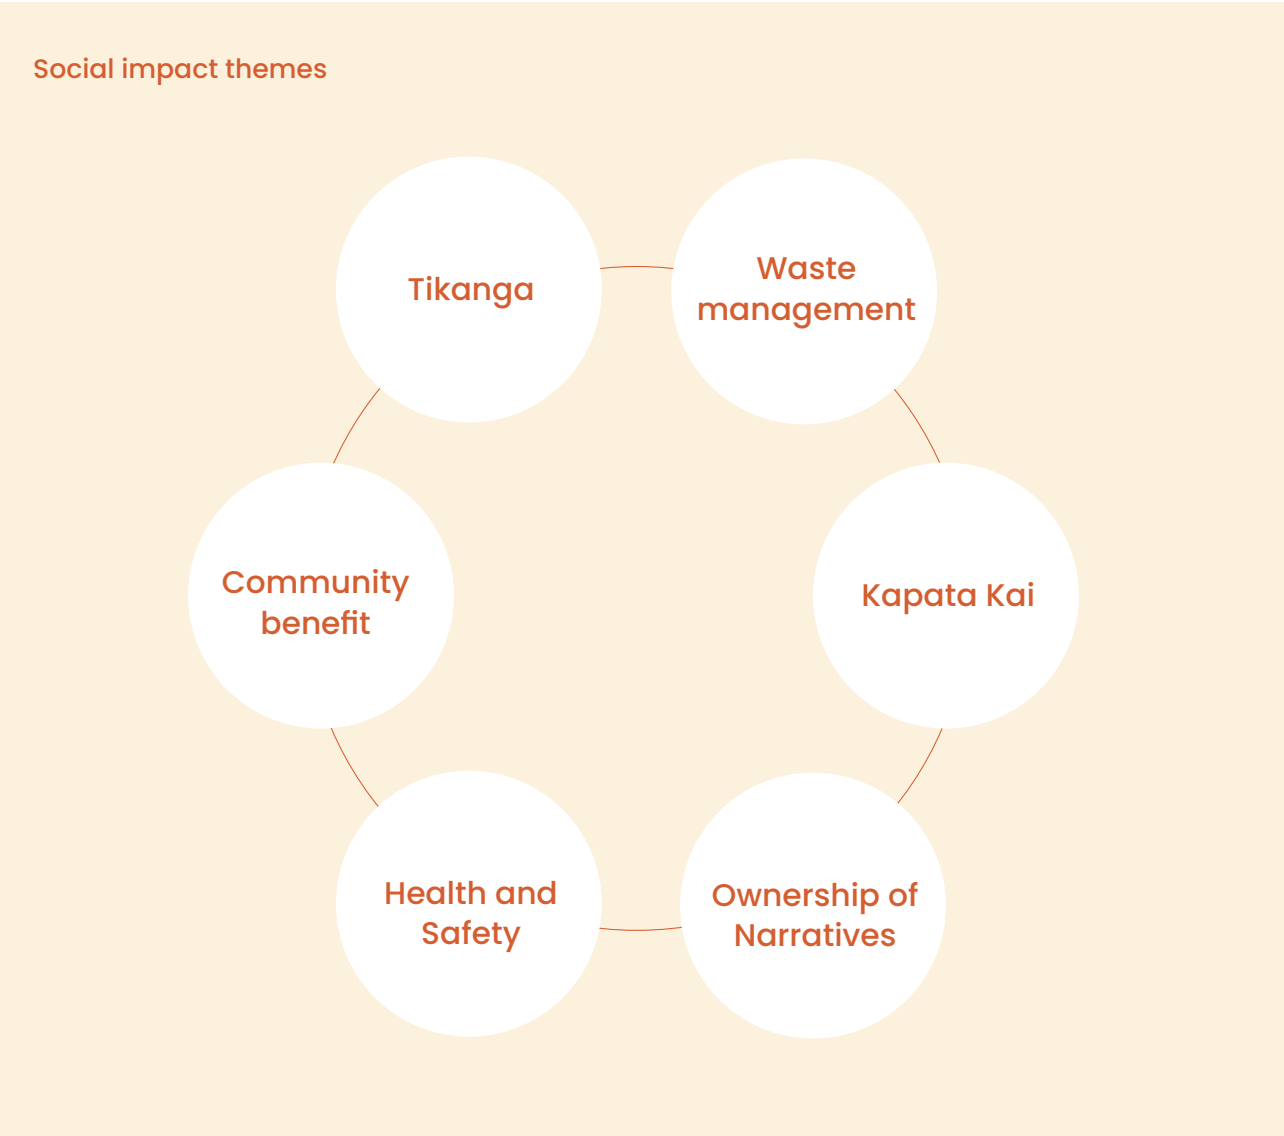 Social impact themes
Tikanga
Waste
management
Community
benefit
Kapata Kai
Health and
Safety
Ownership of
Narratives